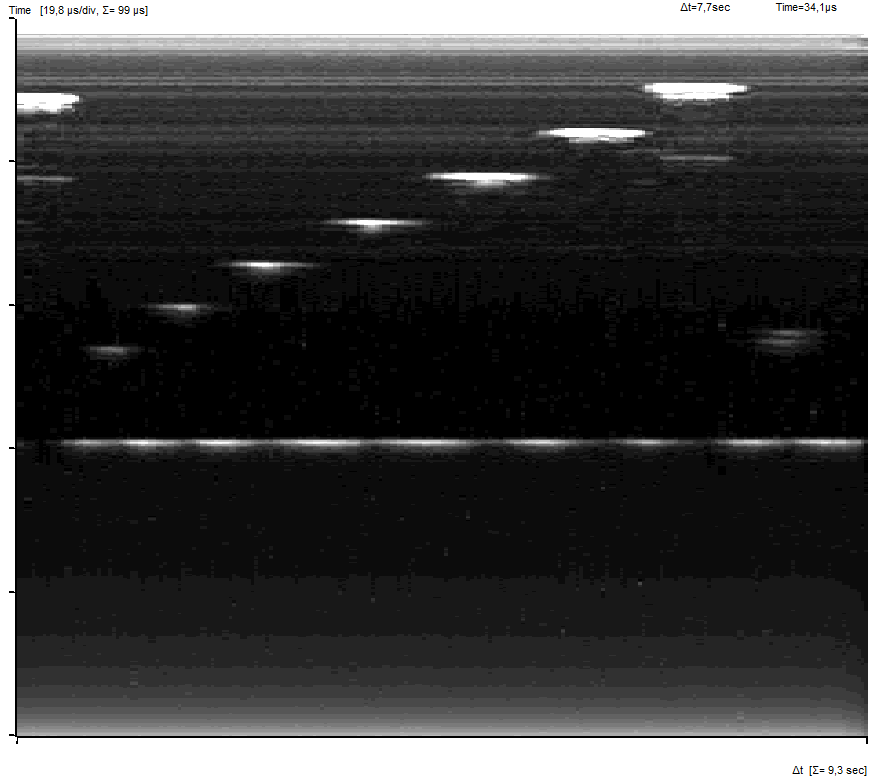 Time [19,8 µs/div, Σ= 99 µs]
Δt=7,7sec
Time=34,1µs
Δt [Σ= 9,3 sec]